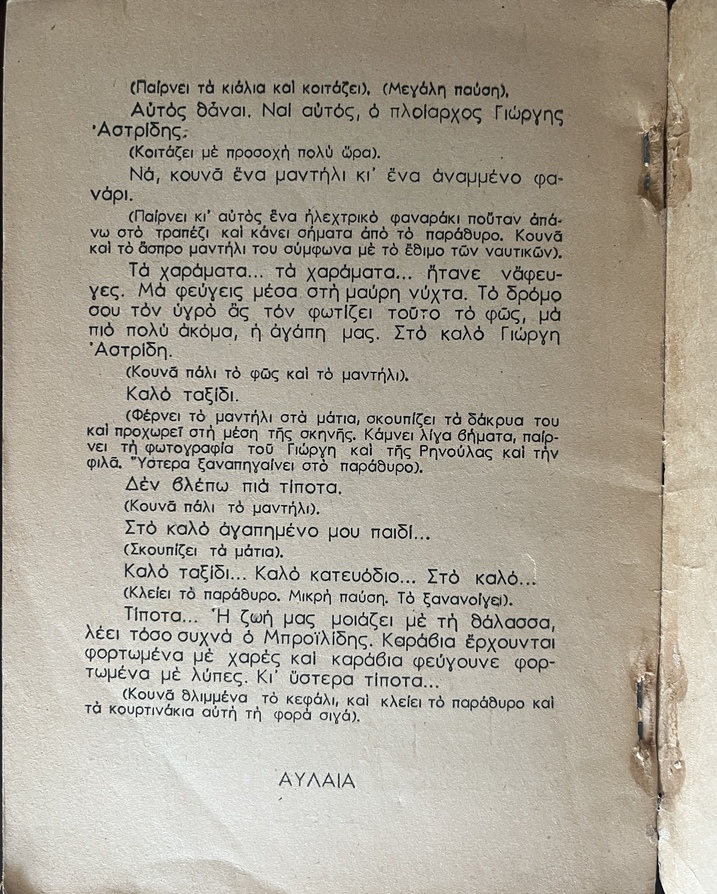 (Παίρνει τὰ κιάλια καὶ κοιτάζει). (Μεγάλη παύση).
Αὐτὸς θἆναι. Ναὶ αὐτός, ὁ πλοίαρχος Γιώργης
Ἀστρίδης.
(Κοιτάζει μὲ προσοχὴ πολὺ ὥρα).
Νά, κουνᾶ ἕνα μαντήλι κι' ἕνα ἀναμμένο φα-
νάρι.
(Παίρνει κι' αὐτὸς ἕνα ἠλεχτρικὸ φαναράκι ποὔταν ἀπά-
νω στὸ τραπέζι καὶ κάνει σήματα ἀπὸ τὸ παράθυρο. Κουνᾶ
καὶ τὸ ἄσπρο μαντήλι του σύμφωνα μὲ τὸ ἔθιμο τῶν ναυτικῶν).
Τὰ χαράματα... τὰ χαράματα... ἤτανε νἄφευ-
γες. Μὰ φεύγεις μέσα στὴ μαύρη νύχτα. Τὸ δρόμο
σου τὸν ὑγρὸ ἂς τὸν φωτίζει τοῦτο τὸ φῶς, μὰ
πιὸ πολὺ ἀκόμα, ἡ ἀγάπη μας. Στὸ καλὸ Γιώργη
Ἀστρίδη.
(Κουνᾶ πάλι τὸ φῶς καὶ τὸ μαντήλι).
Καλὸ ταξίδι.
(Φέρνει τὸ μαντήλι στὰ μάτια, σκουπίζει τὰ δάκρυα του
καὶ προχωρεῖ στὴ μέση τῆς σκηνῆς. Κάμνει λίγα βήματα, παίρ-
νει τὴ φωτογραφία τοῦ Γιώργη καὶ τῆς Ρηνούλας καὶ τὴν
φιλᾶ. Ὕστερα ξαναπηγαίνει στὸ παράθυρο).
Δὲν βλέπω πιὰ τίποτα.
(Κουνᾶ πάλι τὸ μαντήλι).
Στὸ καλὸ ἀγαπημένο μου παιδί...
(Σκουπίζει τὰ μάτια).
Καλὸ ταξίδι... Καλὸ κατευόδιο... Στὸ καλό...
(Κλείει τὸ παράθυρο. Μικρὴ παύση. Τὸ ξανανοίγει).
Τίποτα... Ἡ ζωή μας μοιάζει μὲ τὴ θάλασσα,
λέει τόσο συχνὰ ὁ Μπροϊλίδης. Καράβια ἔρχουνται
φορτωμένα μὲ χαρὲς καὶ καράβια φεύγουνε φορ-
τωμένα μὲ λύπες. Κι' ὕστερα τίποτα...
(Κουνᾶ θλιμμένα τὸ κεφάλι, καὶ κλείει τὸ παράθυρο καὶ
τὰ κουρτινάκια αὐτὴ τὴ φορὰ σιγά).
ΑΥΛΑΙΑ